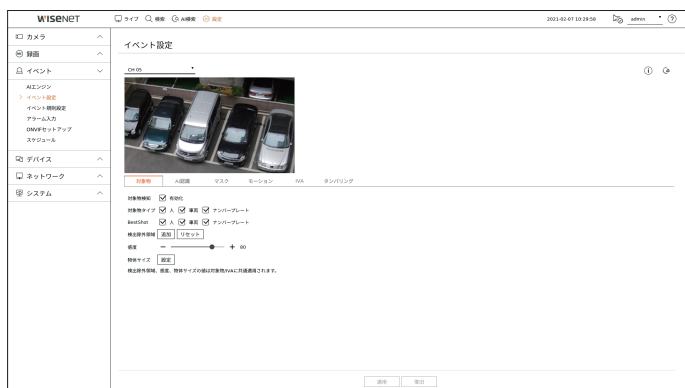 WISENET
ライブ 検索 AI検索 設定
2021-02-07 10:29:58 admin
カメラ
録画
イベント
AIエンジン
イベント設定
イベント規則設定
アラーム入力
ONVIFセットアップ
スケジュール
デバイス
ネットワーク
システム
イベント設定
CH 05
対象物 AI認識 マスク モーション IVA タンパリング
対象物検知 有効化
対象物タイプ 人 車両 ナンバープレート
BestShot 人 車両 ナンバープレート
検出除外領域 追加 リセット
感度 80
物体サイズ 設定
検出除外領域、感度、物体サイズの値は対象物/IVAに共通適用されます。
適用 復旧